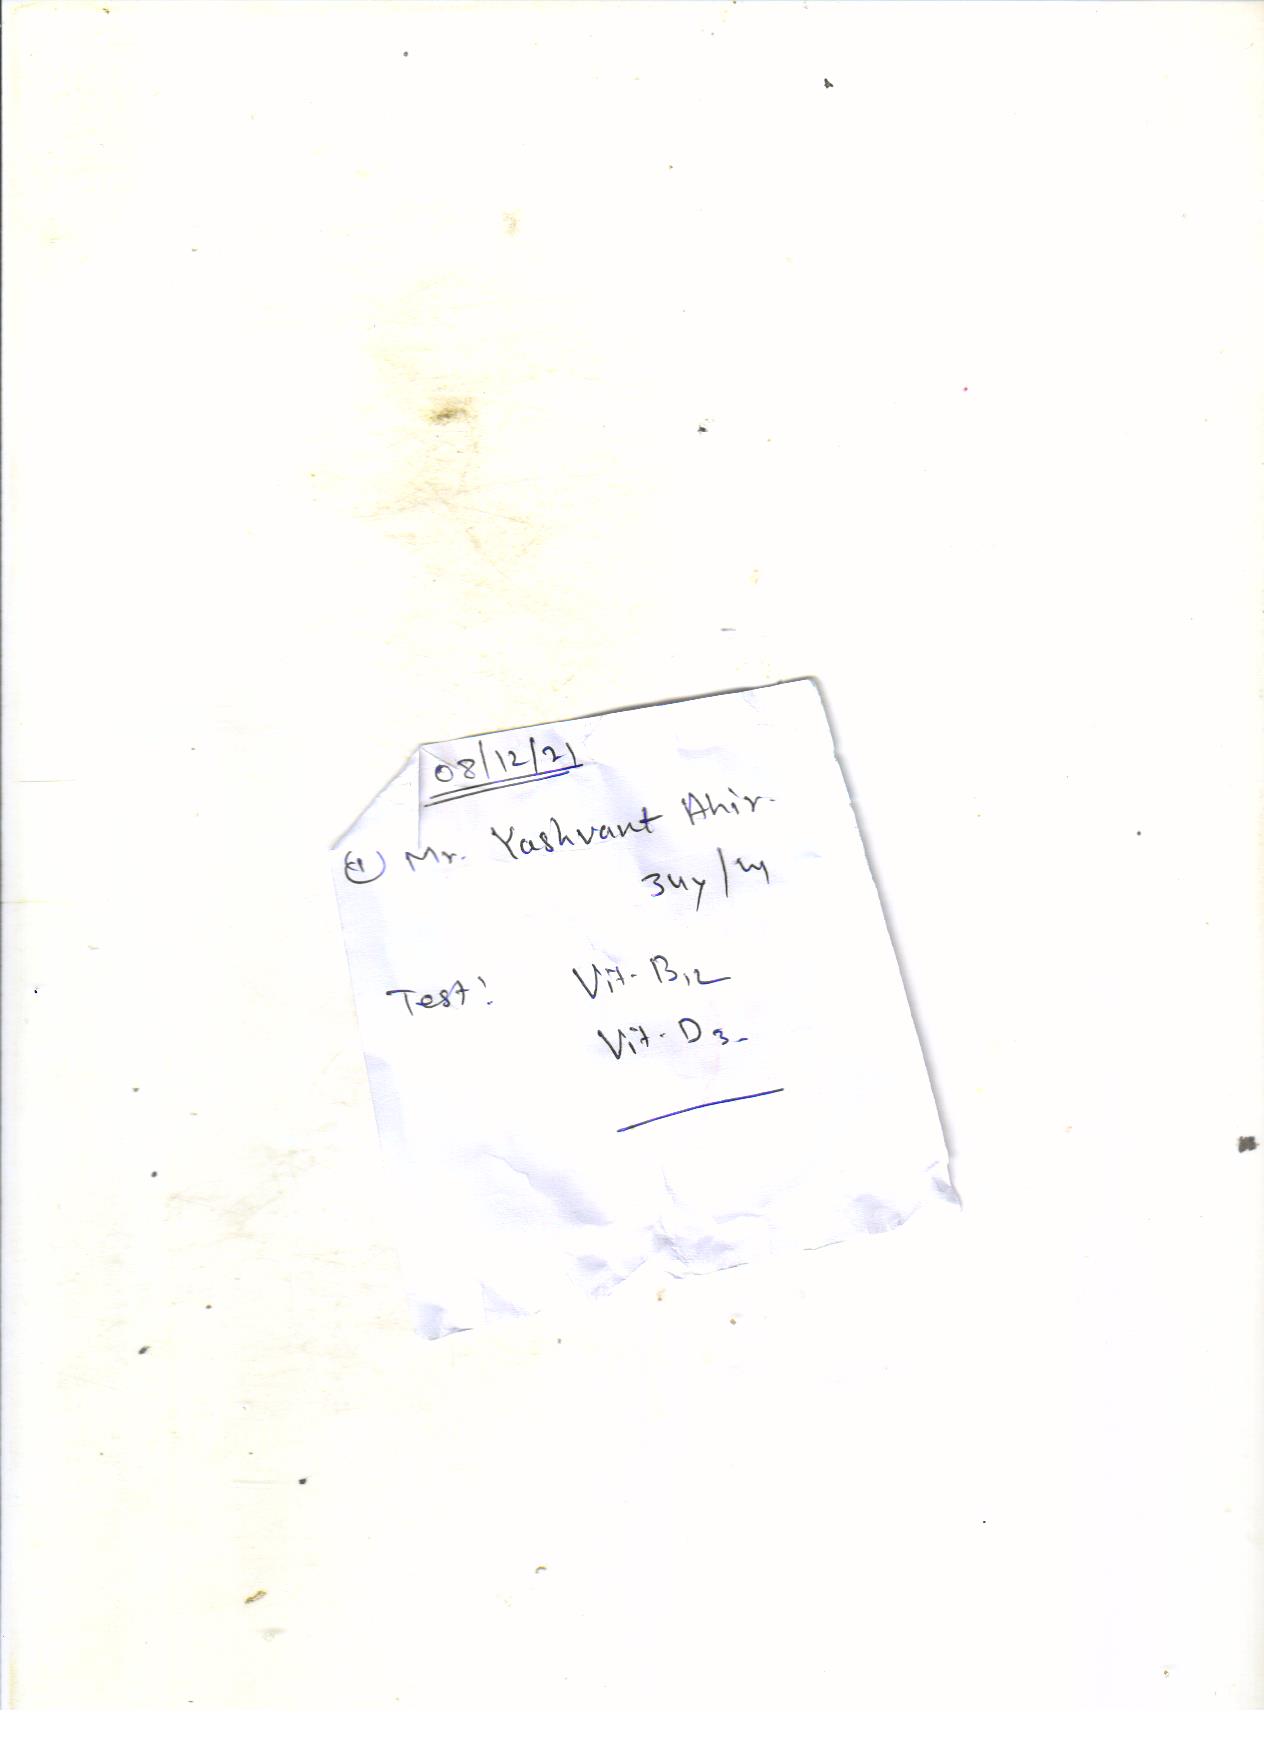 08/12/21
① Mr. Yashvant Ahir.
34y/M
Test: Vit-B12
Vit-D3